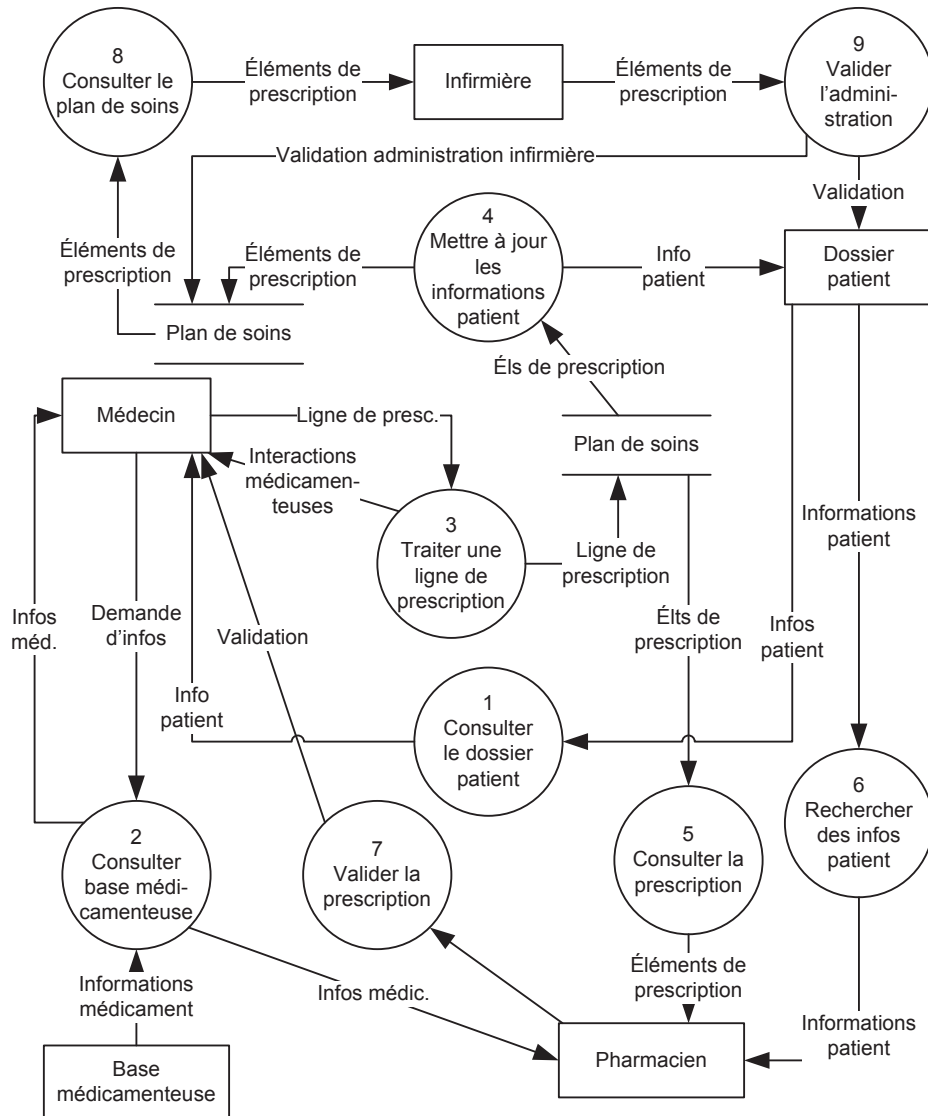 8
Consulter le
plan de soins
Éléments de
prescription
Infirmière
Éléments de
prescription
9
Valider
l'admini-
stration
Validation administration infirmière
Validation
Éléments de
prescription
Éléments de
prescription
4
Mettre à jour
les
informations
patient
Info
patient
Dossier
patient
Plan de soins
Éls de prescription
Médecin
Ligne de presc.
Plan de soins
Interactions
médicamen-
teuses
3
Traiter une
ligne de
prescription
Ligne de
prescription
Informations
patient
Infos
méd.
Demande
d'infos
Validation
Élts de
prescription
Infos
patient
Info
patient
1
Consulter
le dossier
patient
2
Consulter
base médi-
camenteuse
7
Valider la
prescription
5
Consulter la
prescription
6
Rechercher
des infos
patient
Informations
médicament
Infos médic.
Éléments de
prescription
Informations
patient
Base
médicamenteuse
Pharmacien